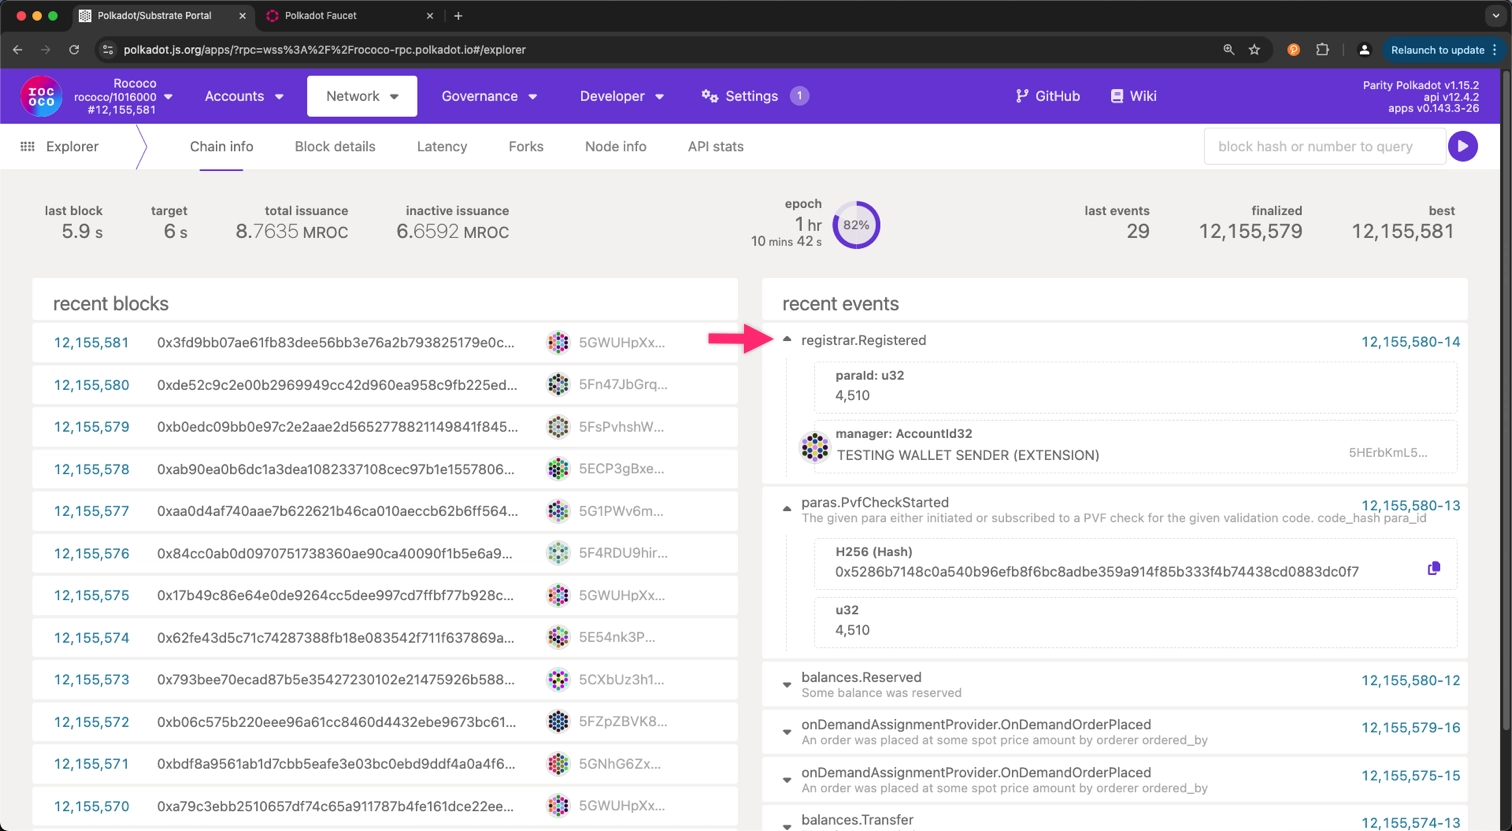 Polkadot/Substrate Portal
Polkadot Faucet
polkadot.js.org/apps/?rpc=wss%3A%2F%2Frococo-rpc.polkadot.io#/explorer
Relaunch to update
ROC
OCO
Rococo
rococo/1016000
#12,155,581
Accounts
Network
Governance
Developer
Settings
1
GitHub
Wiki
Parity Polkadot v1.15.2
api v12.4.2
apps v0.143.3-26
Explorer
Chain info
Block details
Latency
Forks
Node info
API stats
block hash or number to query
last block
5.9 s
target
6 s
total issuance
8.7635 MROC
inactive issuance
6.6592 MROC
epoch
1 hr
10 mins 42 s
82%
last events
29
finalized
12,155,579
best
12,155,581
recent blocks
12,155,581 0x3fd9bb07ae61fb83dee56bb3e76a2b793825179e0c... 5GWUHpXx...
12,155,580 0xde52c9c2e00b2969949cc42d960ea958c9fb225ed... 5Fn47JbGrq...
12,155,579 0xb0edc09bb0e97c2e2aae2d5652778821149841f845... 5FsPvhshW...
12,155,578 0xab90ea0b6dc1a3dea1082337108cec97b1e1557806... 5ECP3gBxe...
12,155,577 0xaa0d4af740aae7b622621b46ca010aeccb62b6ff564... 5G1PWv6m...
12,155,576 0x84cc0ab0d0970751738360ae90ca40090f1b5e6a9... 5F4RDU9hir...
12,155,575 0x17b49c86e64e0de9264cc5dee997cd7ffbf77b928c... 5GWUHpXx...
12,155,574 0x62fe43d5c71c74287388fb18e083542f711f637869a... 5E54nk3P...
12,155,573 0x793bee70ecad87b5e35427230102e21475926b588... 5CXbUz3h1...
12,155,572 0xb06c575b220eee96a61cc8460d4432ebe9673bc61... 5FZpZBVK8...
12,155,571 0xbdf8a9561ab1d7cbb5eafe3e03bc0ebd9ddf4a0a4f6... 5GNhG6Zx...
12,155,570 0xa79c3ebb2510657df74c65a911787b4fe161dce22ee... 5GWUHpXx...
recent events
registrar.Registered 12,155,580-14
paraId: u32
4,510
manager: AccountId32
TESTING WALLET SENDER (EXTENSION) 5HErbKmL5...
paras.PvfCheckStarted 12,155,580-13
The given para either initiated or subscribed to a PVF check for the given validation code. code_hash para_id
H256 (Hash)
0x5286b7148c0a540b96efb8f6bc8adbe359a914f85b333f4b74438cd0883dc0f7
u32
4,510
balances.Reserved 12,155,580-12
Some balance was reserved
onDemandAssignmentProvider.OnDemandOrderPlaced 12,155,579-16
An order was placed at some spot price amount by orderer ordered_by
onDemandAssignmentProvider.OnDemandOrderPlaced 12,155,575-15
An order was placed at some spot price amount by orderer ordered_by
balances.Transfer 12,155,574-13